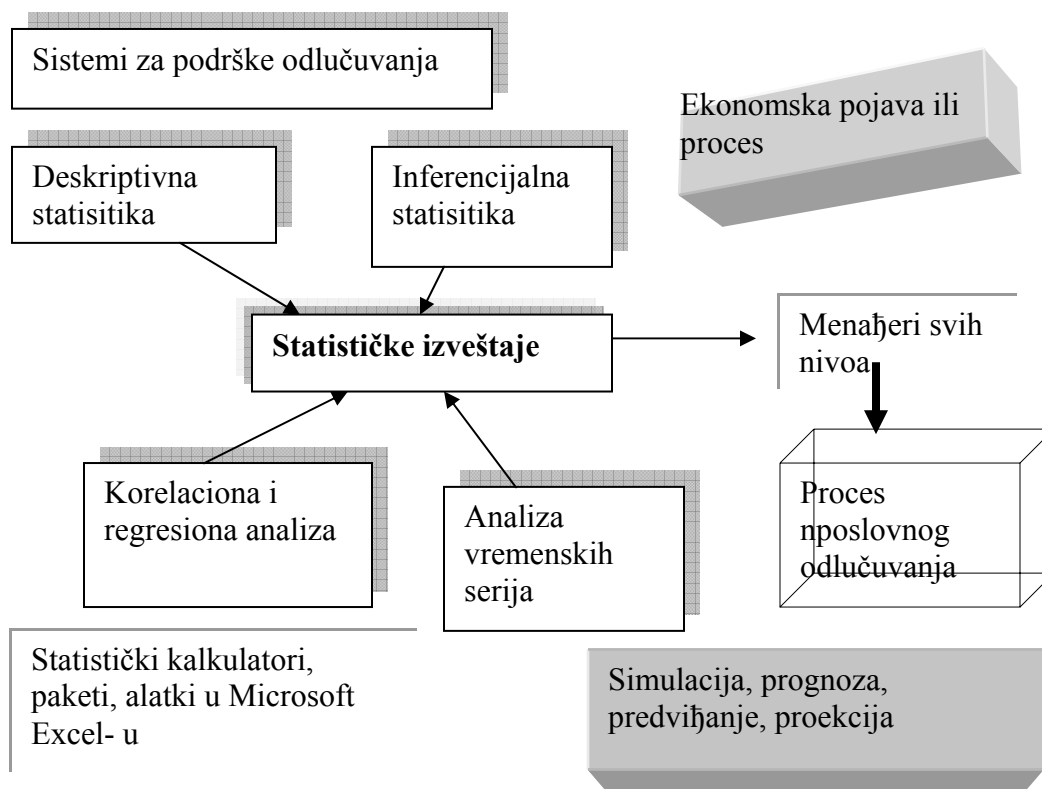 Sistemi za podrške odlučuvanja
Ekonomska pojava ili
proces
Deskriptivna
statisitika
Inferencijalna
statisitika
Statističke izveštaje
Menaђeri svih
nivoa
Korelaciona i
regresiona analiza
Analiza
vremenskih
serija
Proces
nposlovnog
odlučuvanja
Statistički kalkulatori,
paketi, alatki u Microsoft
Excel- u
Simulacija, prognoza,
predviђanje, proekcija